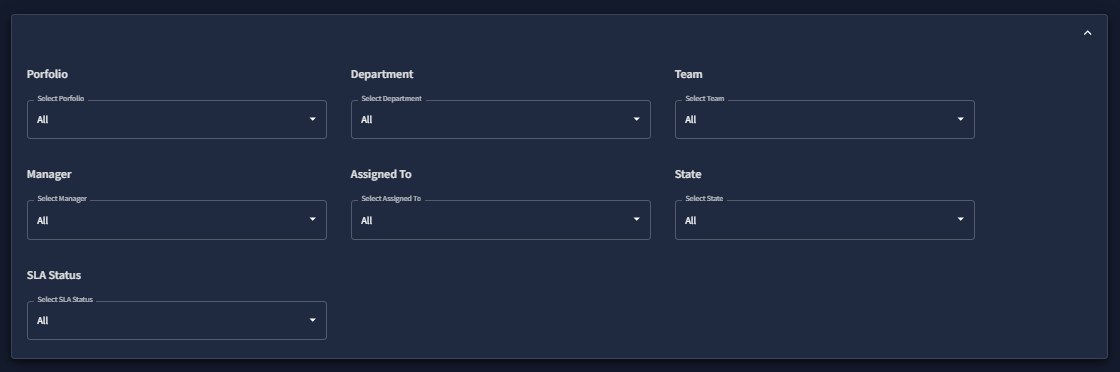 Porfolio
Department
Team
Select Porfolio
Select Department
Select Team
All
All
All
Manager
Assigned To
State
Select Manager
Select Assigned To
Select State
All
All
All
SLA Status
Select SLA Status
All